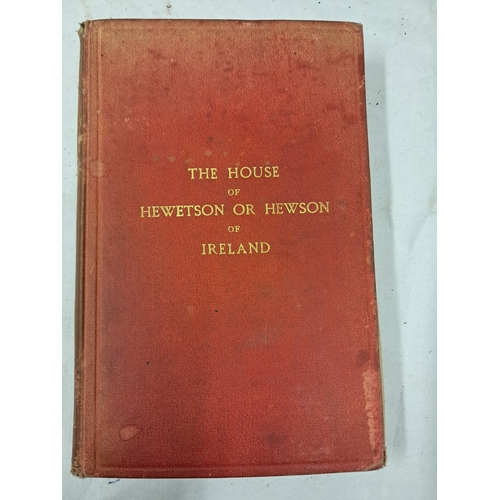 THE HOUSE
OF
HEWETSON OR HEWSON
OF
IRELAND